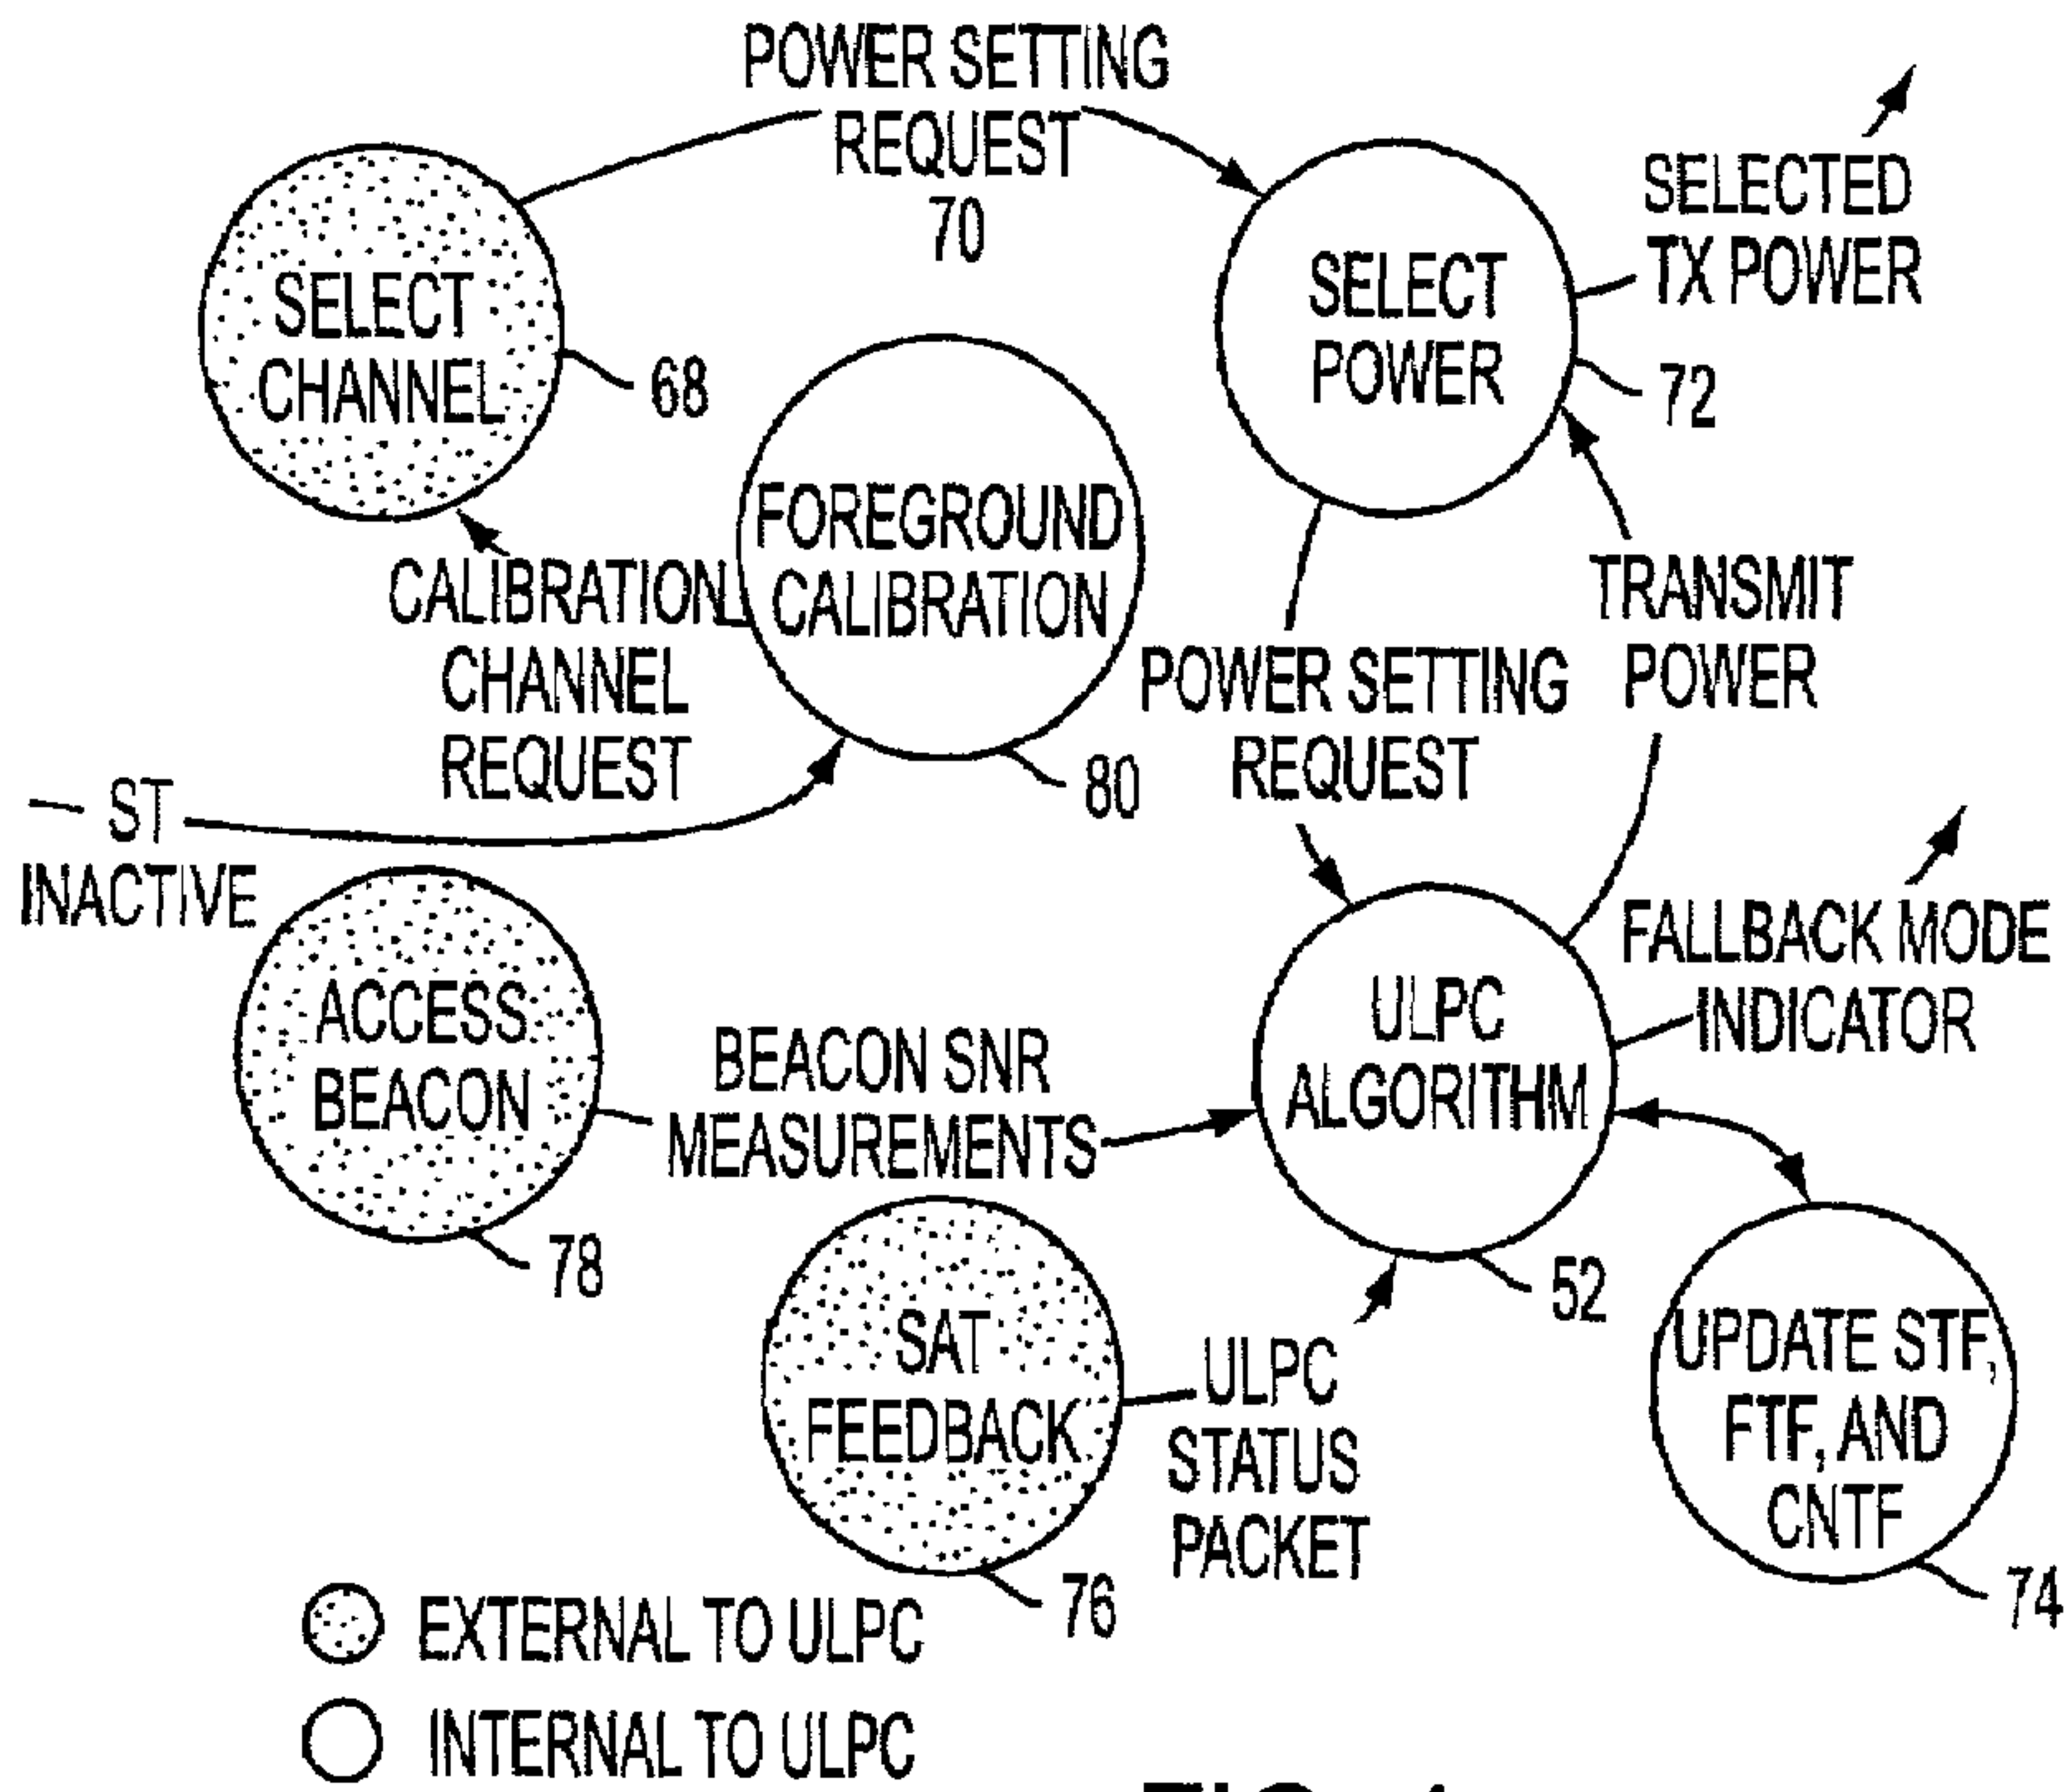 POWER SETTING
REQUEST
70
SELECT
CHANNEL
68
SELECT
POWER
72
SELECTED
TX POWER
FOREGROUND
CALIBRATION
80
CALIBRATION
CHANNEL
REQUEST
TRANSMIT
POWER
POWER SETTING
REQUEST
ST
INACTIVE
ACCESS
BEACON
78
BEACON SNR
MEASUREMENTS
ULPC
ALGORITHM
52
FALLBACK MODE
INDICATOR
SAT
FEEDBACK
76
ULPC
STATUS
PACKET
UPDATE STF,
FTF, AND
CNTF
74
EXTERNAL TO ULPC
INTERNAL TO ULPC